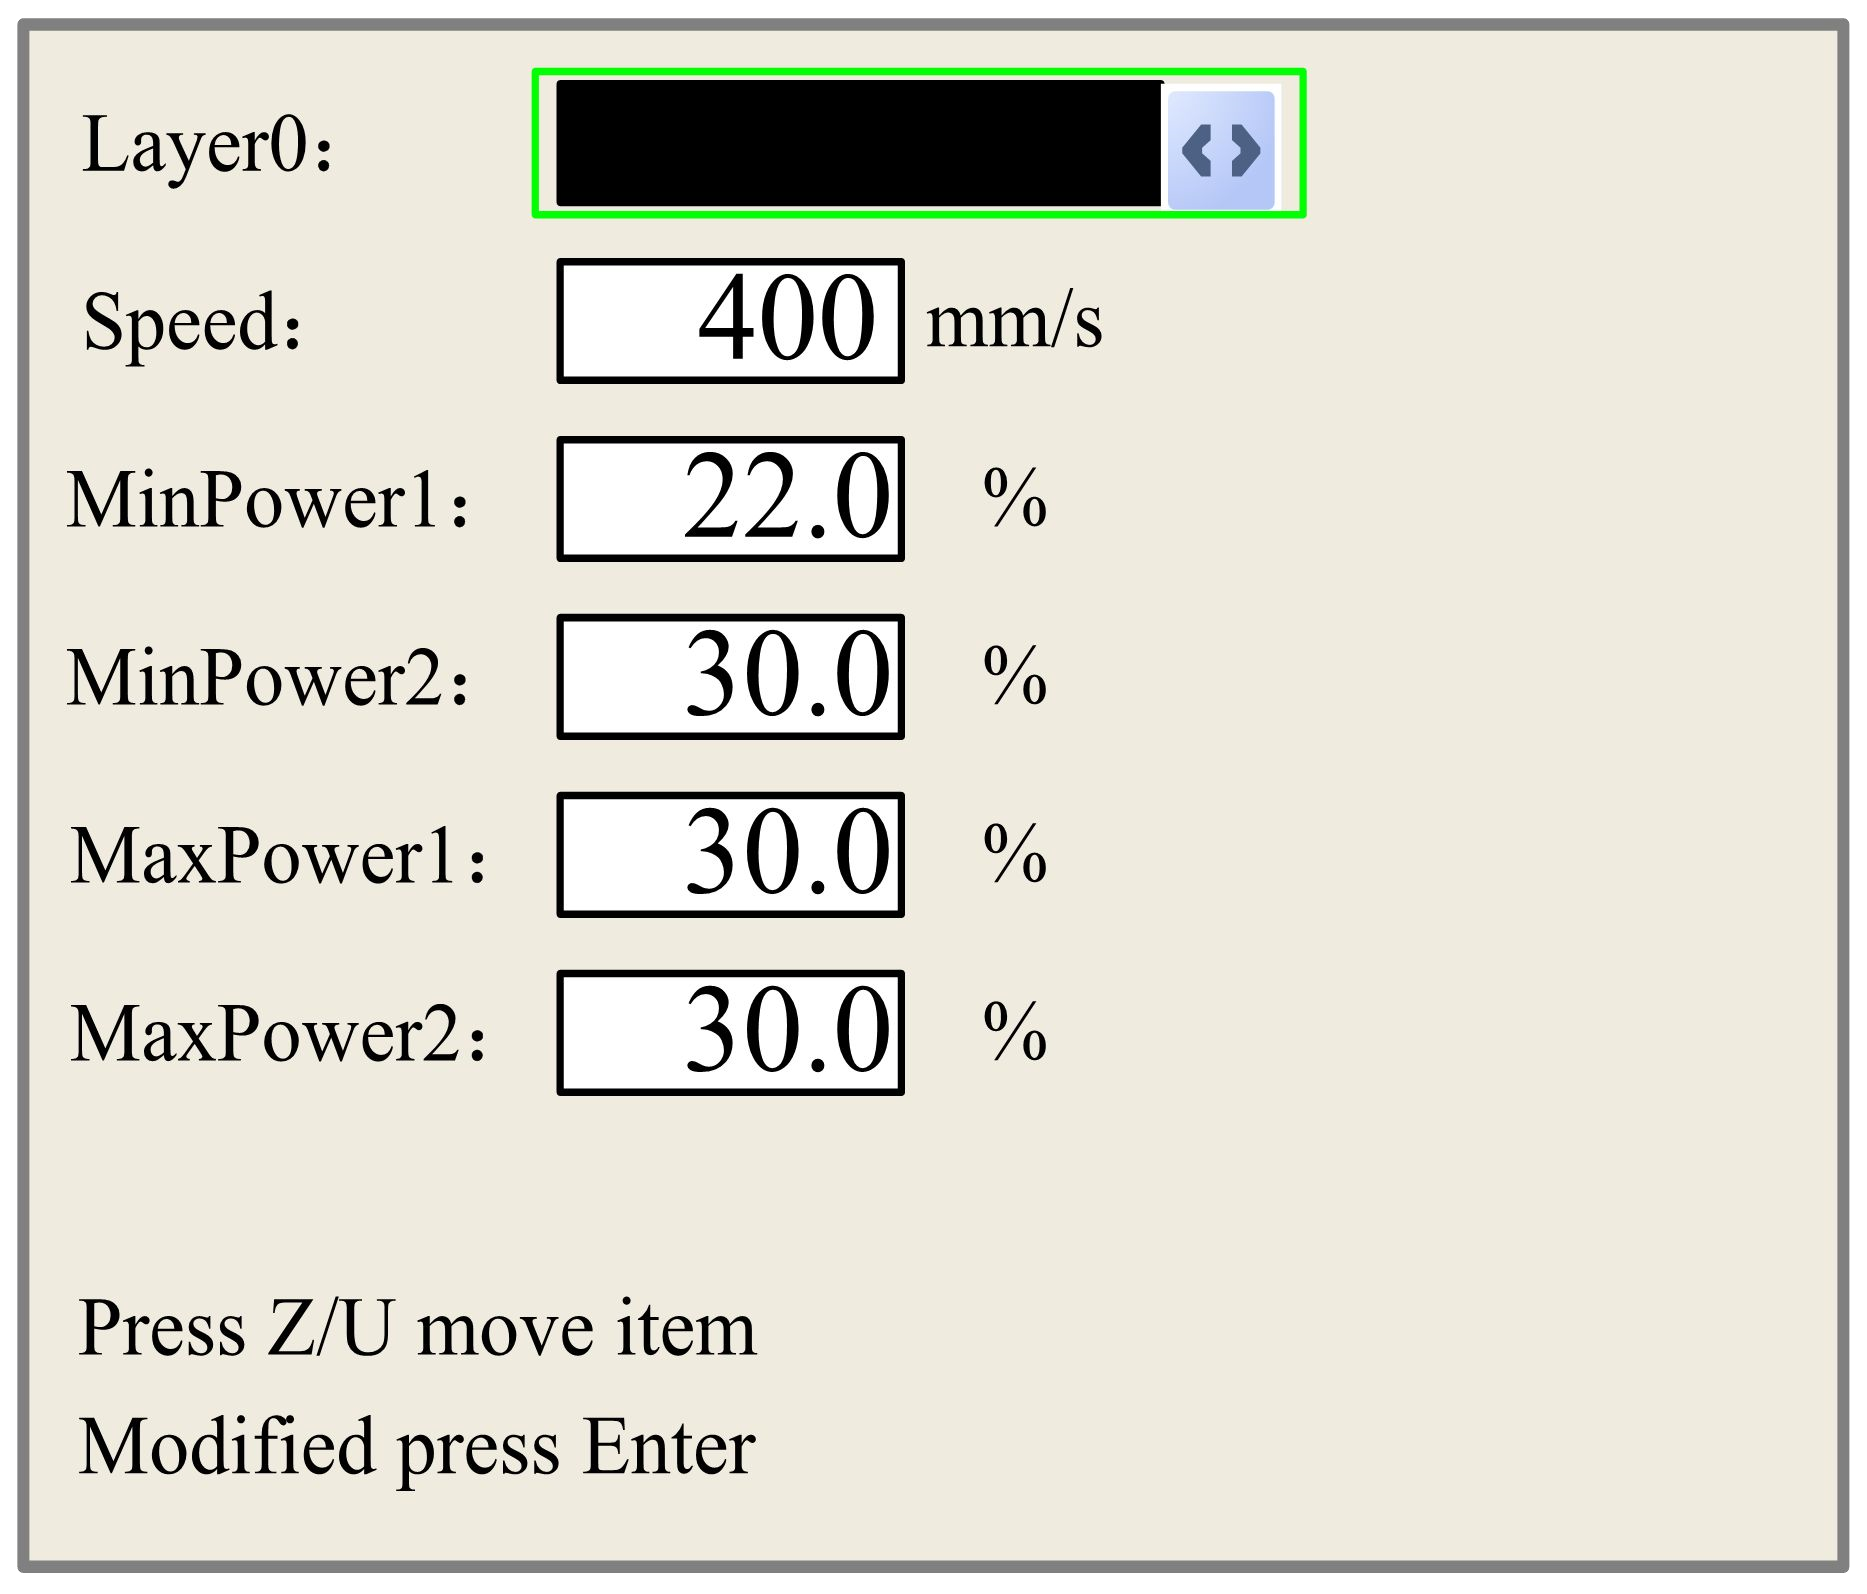 Layer0：
Speed： 400 mm/s
MinPower1： 22.0 %
MinPower2： 30.0 %
MaxPower1： 30.0 %
MaxPower2： 30.0 %
Press Z/U move item
Modified press Enter